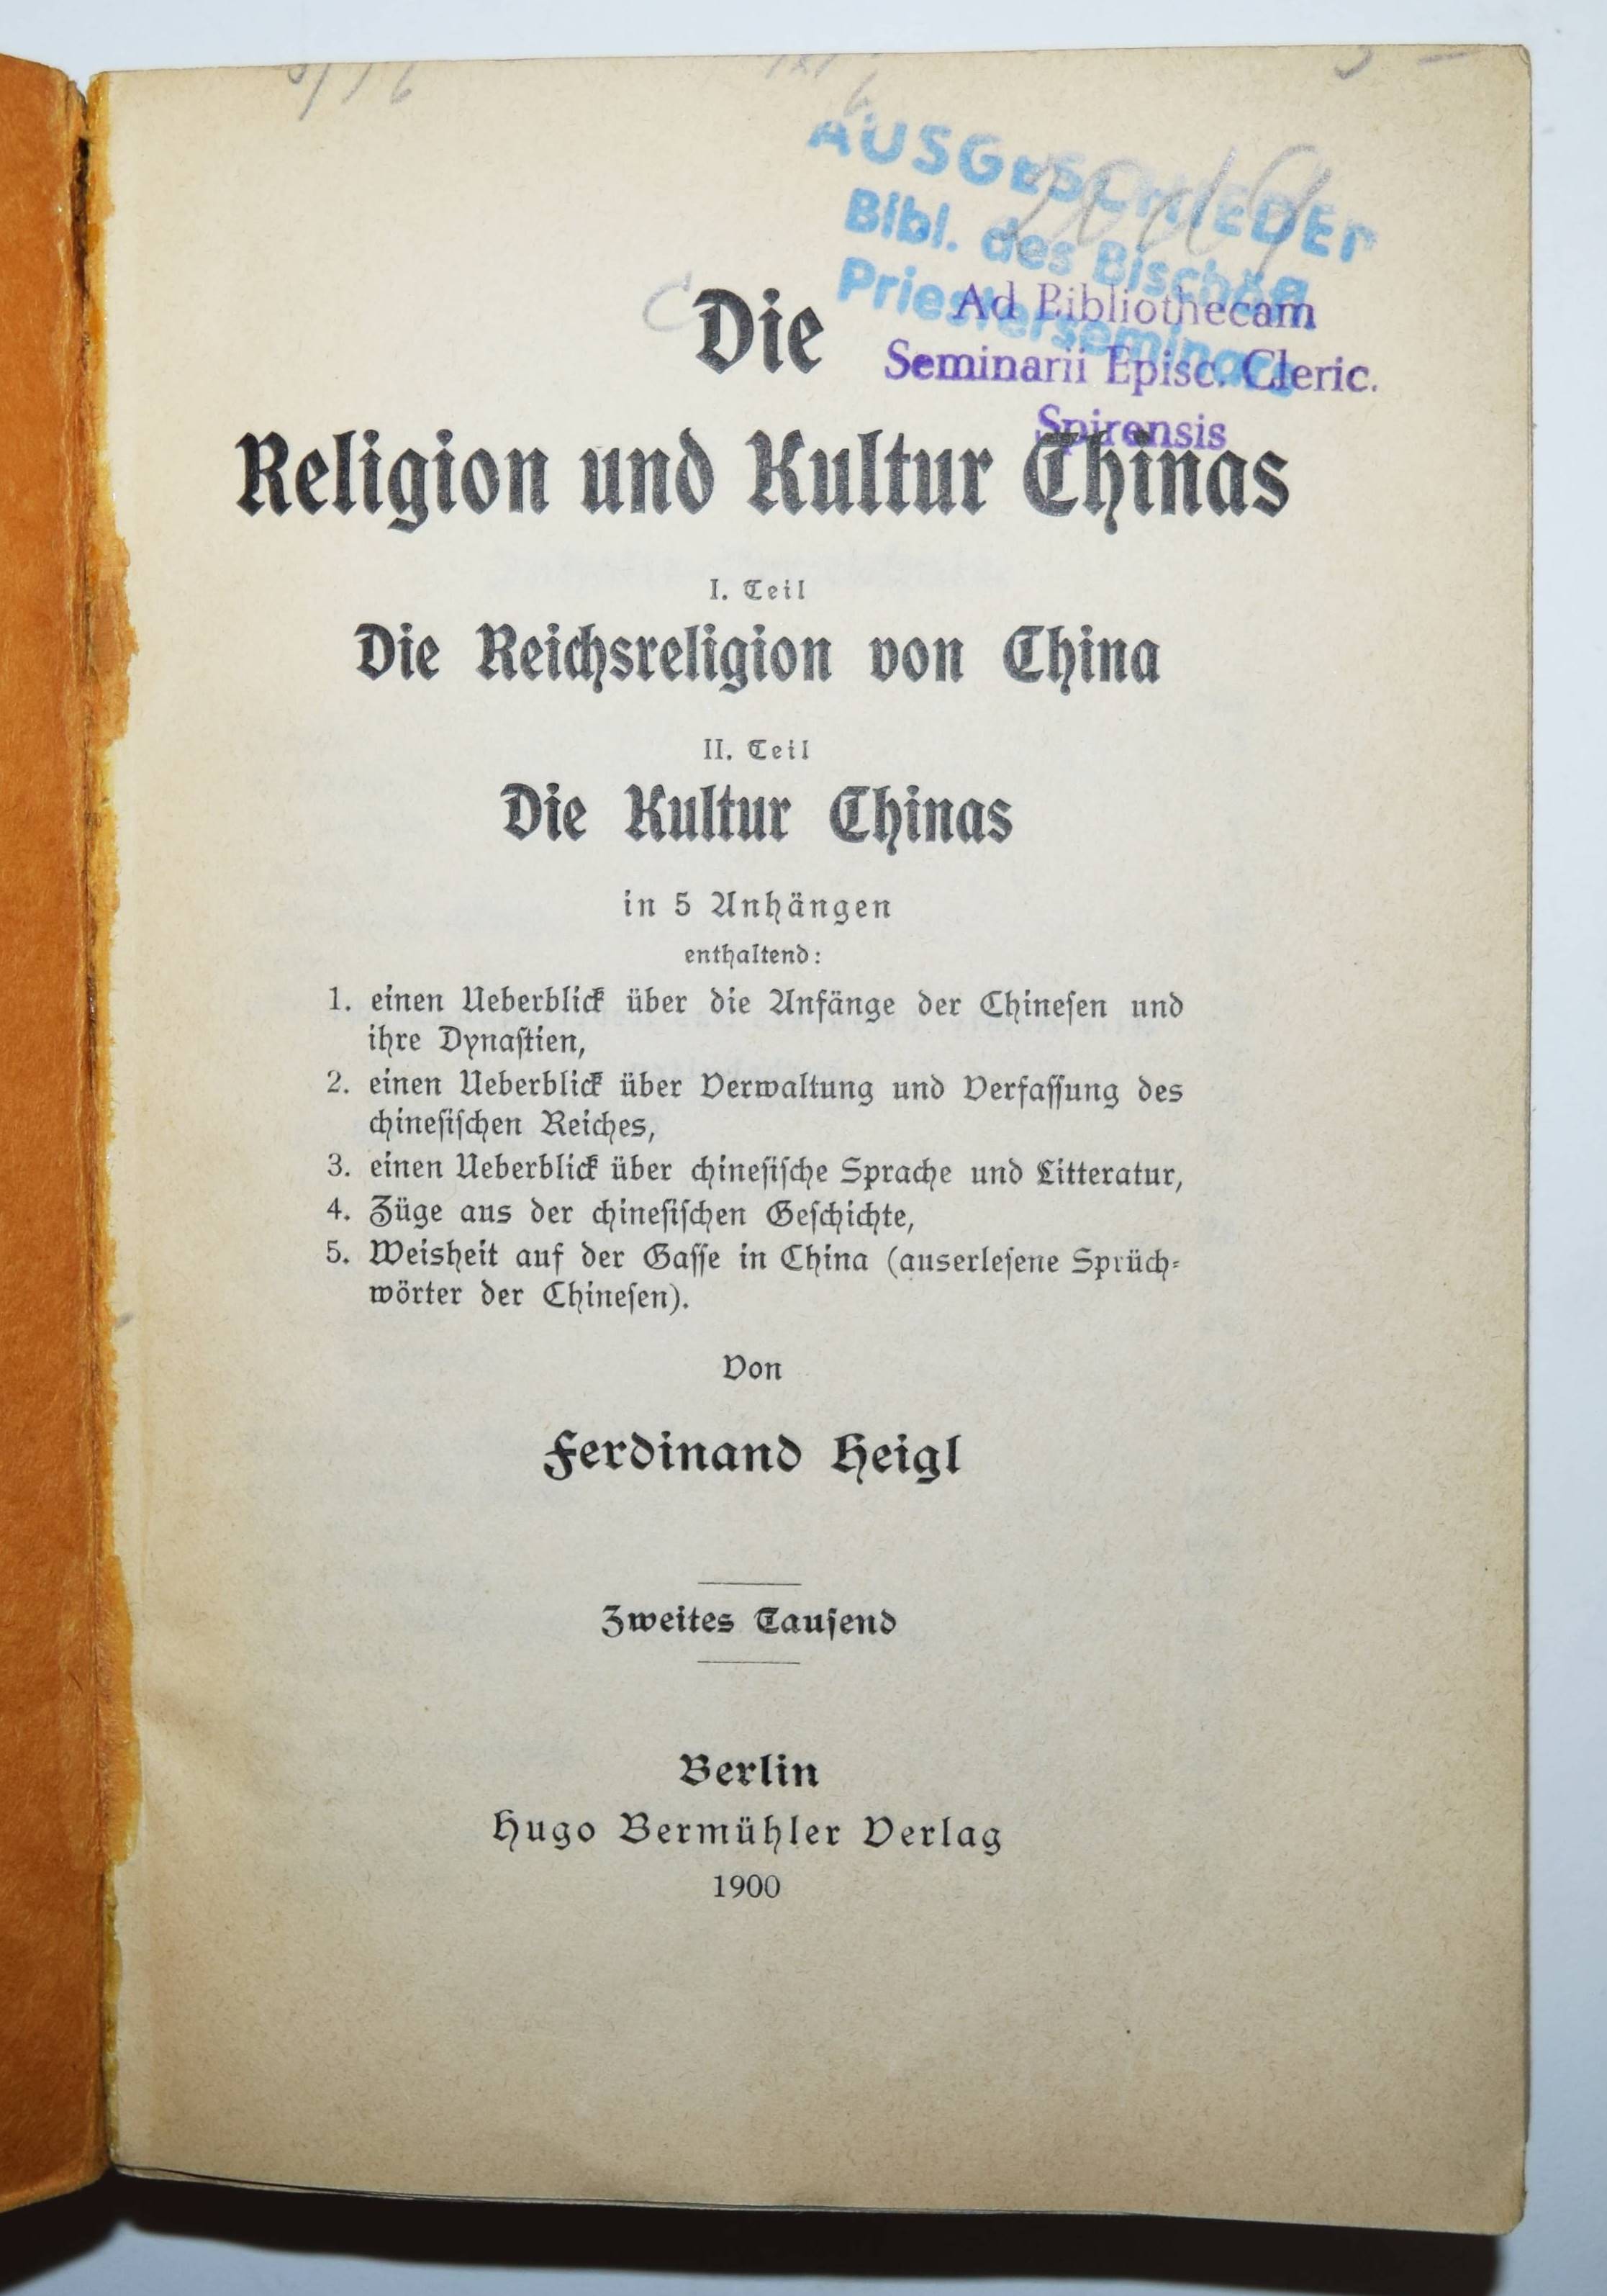 AUSGESCHIEDEN
Bibl. des Bischöfl.
Priesterseminars
Ad Bibliothecam
Seminarii Episc. Cleric.
Spirensis
Die
Religion und Kultur Chinas
I. Teil
Die Reichsreligion von China
II. Teil
Die Kultur Chinas
in 5 Anhängen
enthaltend:
1. einen Ueberblick über die Anfänge der Chineſen und
ihre Dynaſtien,
2. einen Ueberblick über Verwaltung und Verfaſſung des
chineſiſchen Reiches,
3. einen Ueberblick über chineſiſche Sprache und Litteratur,
4. Züge aus der chineſiſchen Geſchichte,
5. Weisheit auf der Gaſſe in China (auserleſene Sprüch-
wörter der Chineſen).
Von
Ferdinand Heigl
Zweites Tauſend
Berlin
Hugo Bermühler Verlag
1900